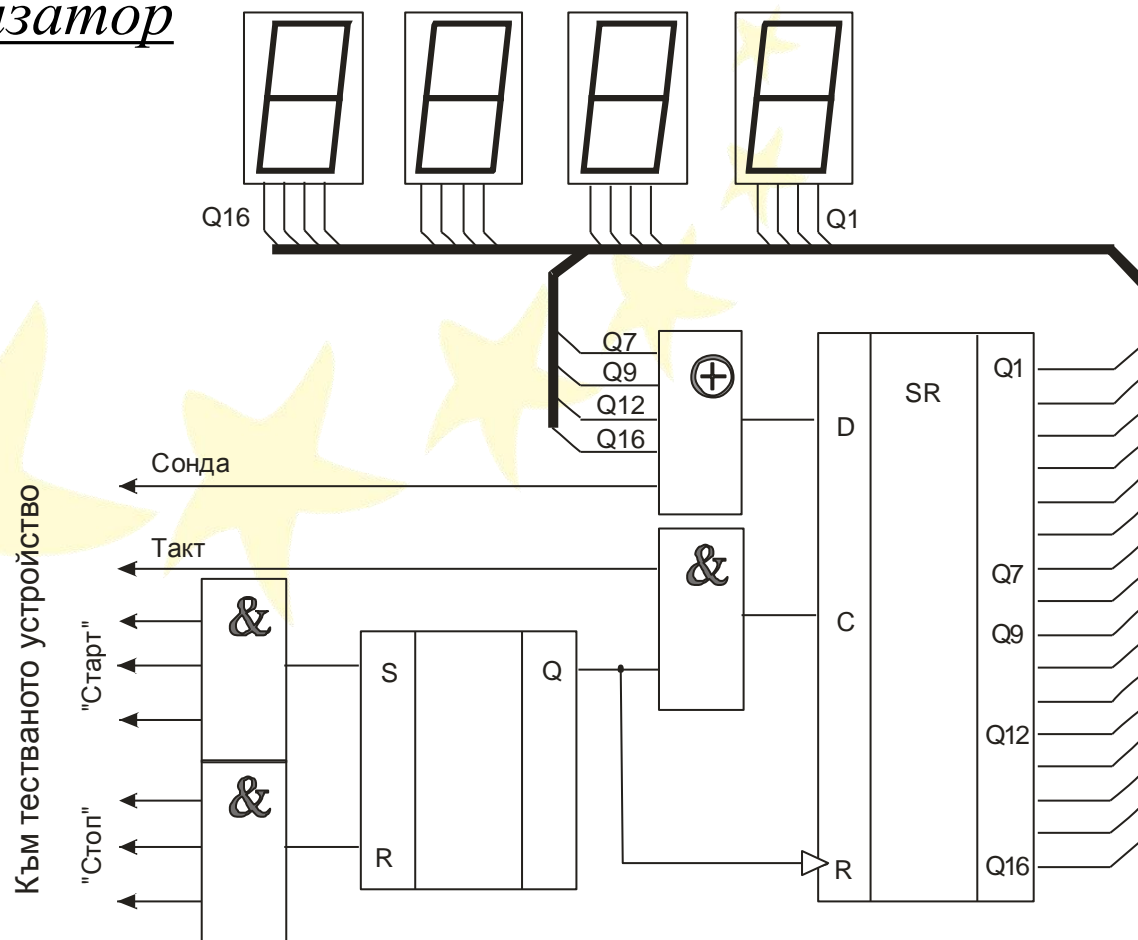 Q16
Q1
Q7
Q9
Q12
Q16
Сонда
Такт
"Старт"
"Стоп"
Към тестваното устройство
&
&
&
S
Q
R
D
SR
C
R
Q1
Q7
Q9
Q12
Q16